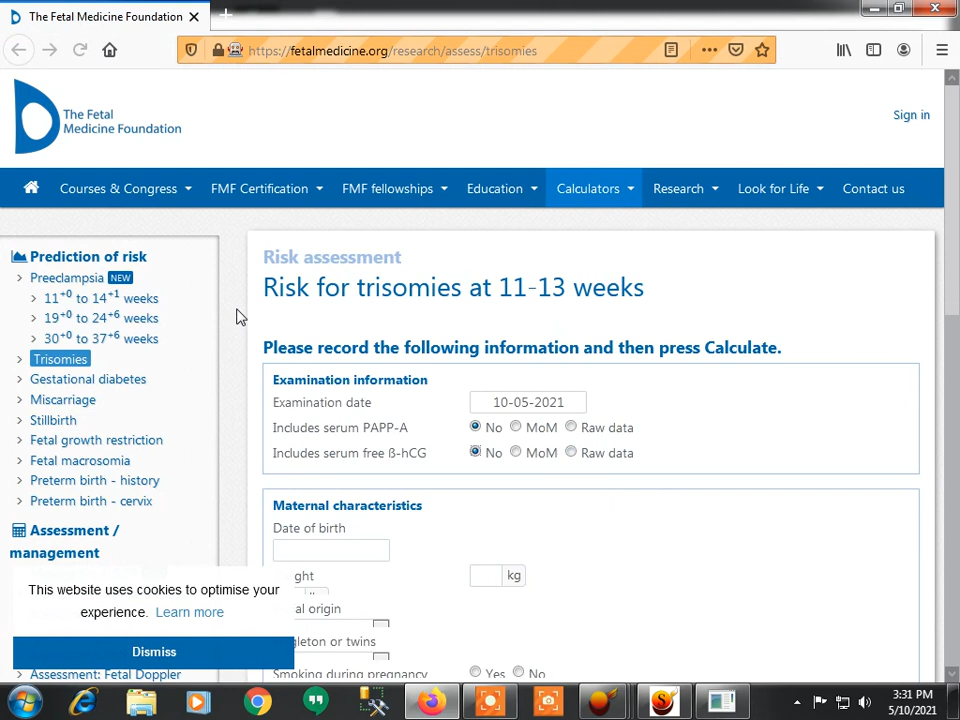 The Fetal Medicine Foundation
https://fetalmedicine.org/research/assess/trisomies
The Fetal
Medicine Foundation
Sign in
Courses & Congress
FMF Certification
FMF fellowships
Education
Calculators
Research
Look for Life
Contact us
Prediction of risk
Preeclampsia NEW
11+0 to 14+1 weeks
19+0 to 24+6 weeks
30+0 to 37+6 weeks
Trisomies
Gestational diabetes
Miscarriage
Stillbirth
Fetal growth restriction
Fetal macrosomia
Preterm birth - history
Preterm birth - cervix
Assessment /
management
This website uses cookies to optimise your
experience. Learn more
Dismiss
Assessment: Fetal Doppler
Risk assessment
Risk for trisomies at 11-13 weeks
Please record the following information and then press Calculate.
Examination information
Examination date 10-05-2021
Includes serum PAPP-A No MoM Raw data
Includes serum free ß-hCG No MoM Raw data
Maternal characteristics
Date of birth
kg
or twins
Smoking during pregnancy Yes No
3:31 PM
5/10/2021